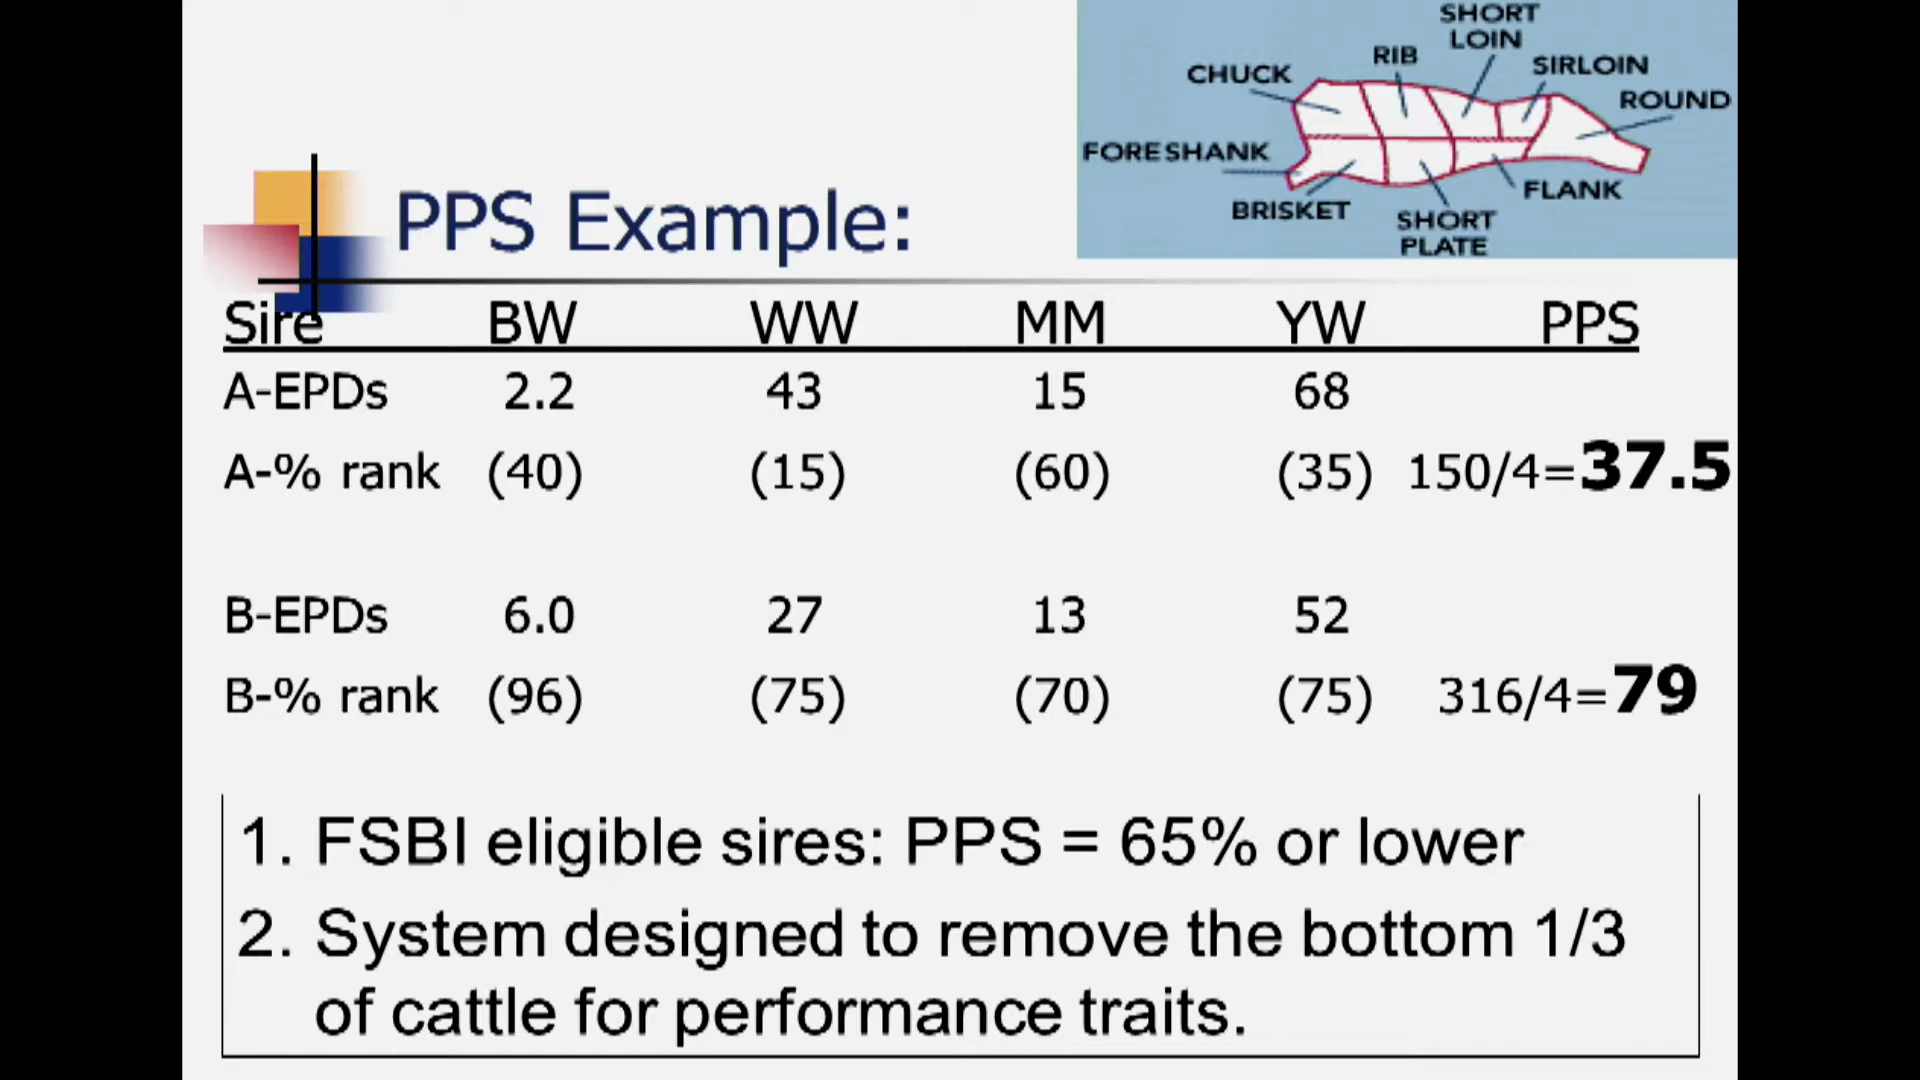 SHORT
LOIN
RIB
SIRLOIN
CHUCK
ROUND
FORESHANK
FLANK
BRISKET
SHORT
PLATE
PPS Example:
Sire BW WW MM YW PPS
A-EPDs 2.2 43 15 68
A-% rank (40) (15) (60) (35) 150/4=37.5
B-EPDs 6.0 27 13 52
B-% rank (96) (75) (70) (75) 316/4=79
1. FSBI eligible sires: PPS = 65% or lower
2. System designed to remove the bottom 1/3
of cattle for performance traits.